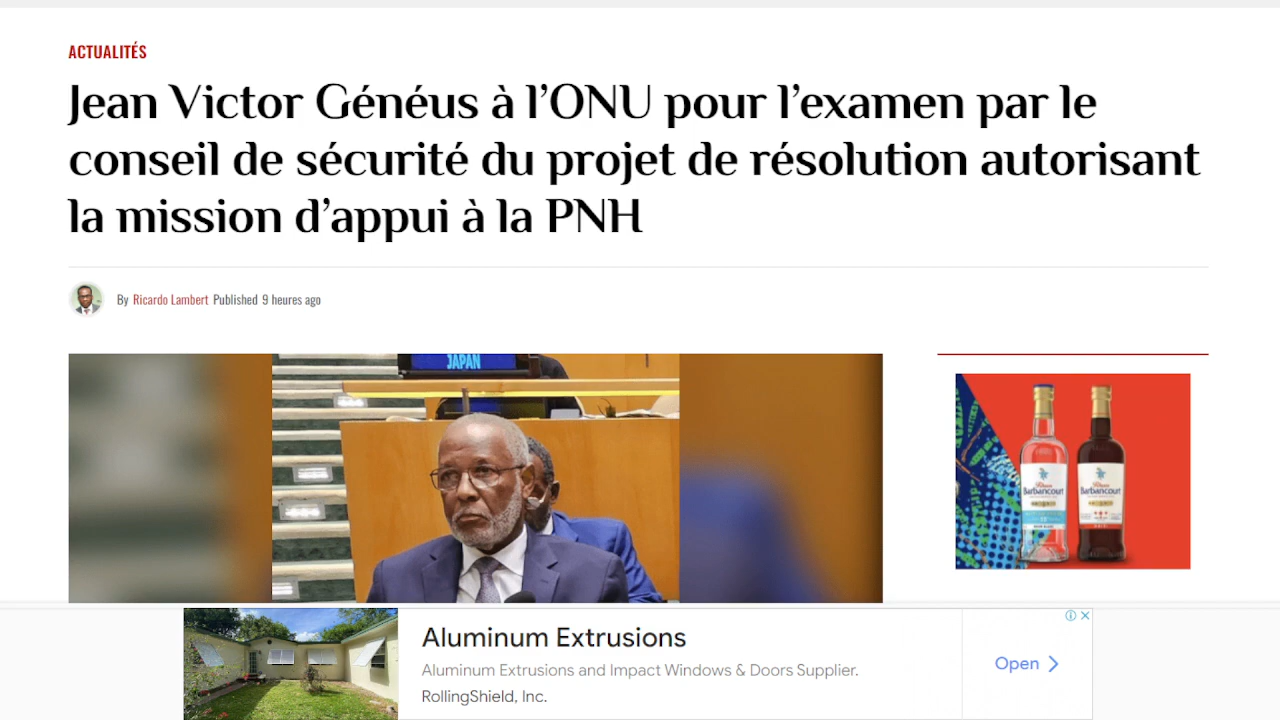 ACTUALITÉS
Jean Victor Généus à l’ONU pour l’examen par le
conseil de sécurité du projet de résolution autorisant
la mission d’appui à la PNH
By Ricardo Lambert Published 9 heures ago
JAPAN
Barbancourt Barbancourt
Aluminum Extrusions
Aluminum Extrusions and Impact Windows & Doors Supplier.
RollingShield, Inc.
Open